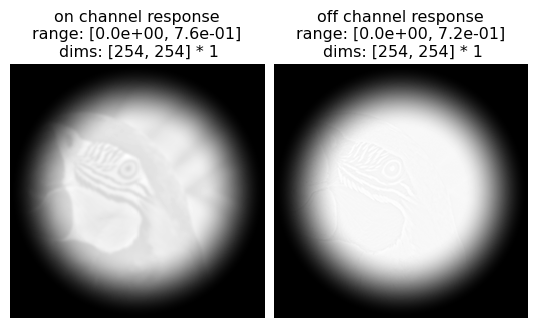 on channel response
range: [0.0e+00, 7.6e-01]
dims: [254, 254] * 1
off channel response
range: [0.0e+00, 7.2e-01]
dims: [254, 254] * 1